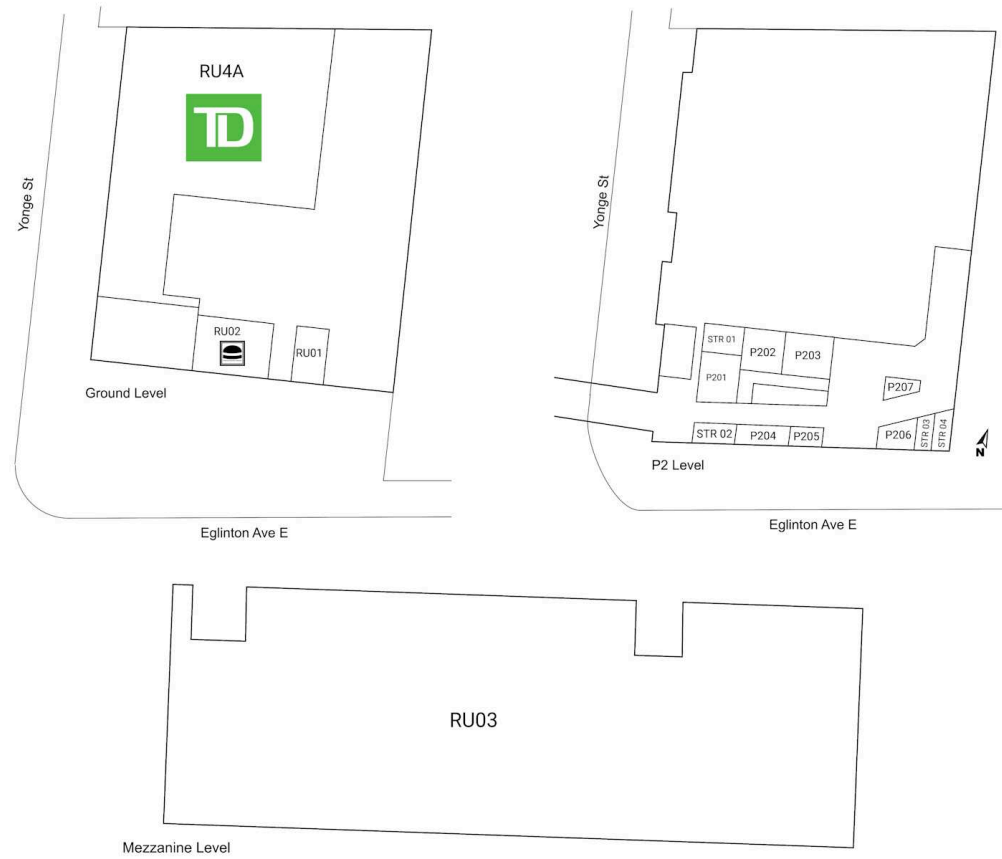 RU4A
TD
Yonge St
RU02
RU01
Ground Level
Eglinton Ave E
Yonge St
STR 01
P202
P203
P201
P207
STR 02
P204
P205
P206
STR 03
STR 04
N
P2 Level
Eglinton Ave E
RU03
Mezzanine Level